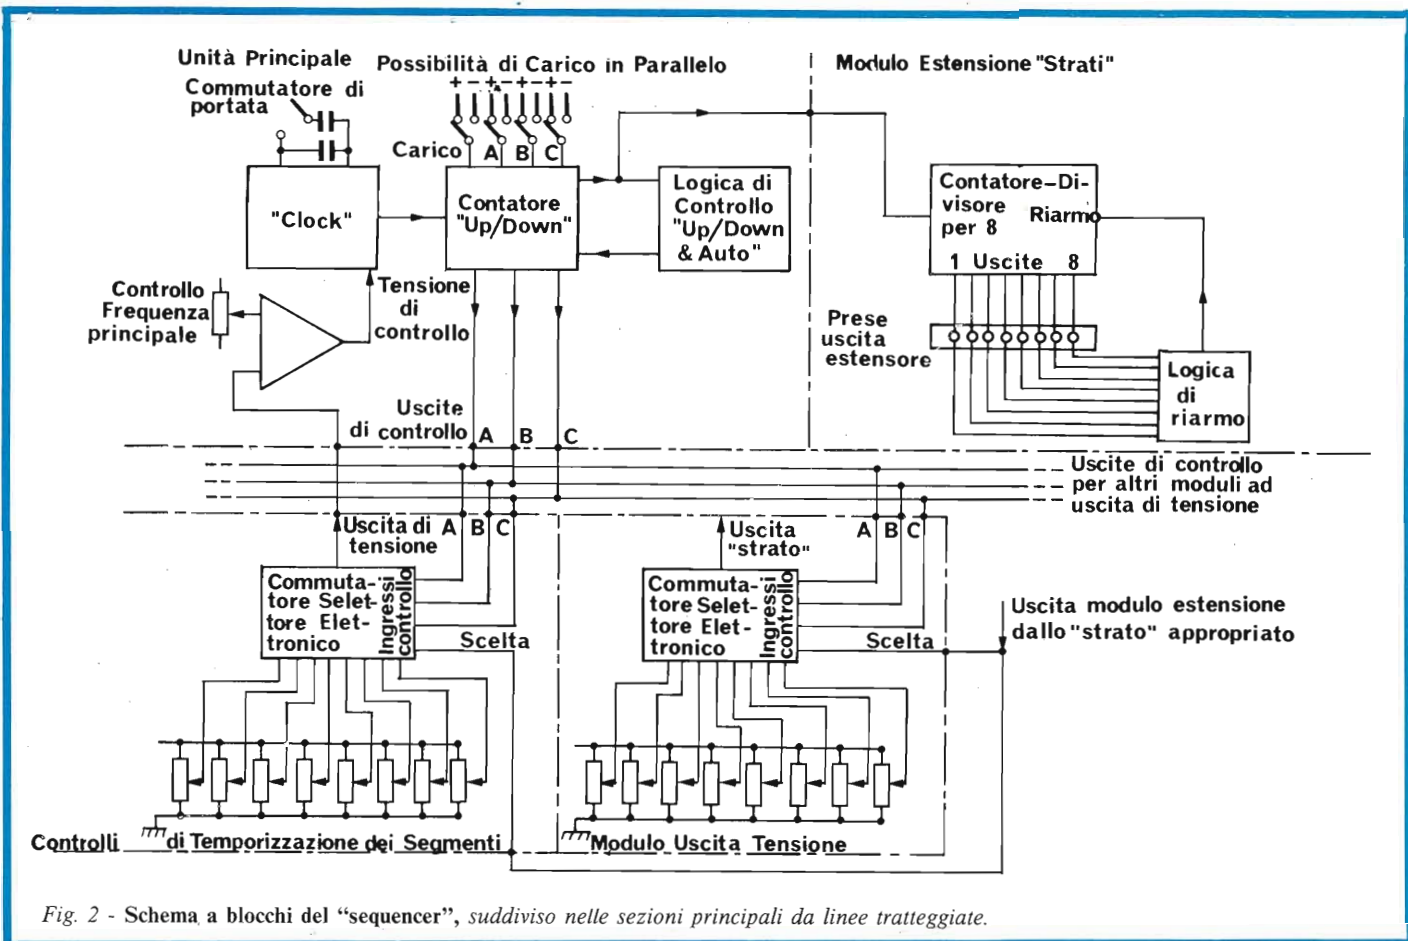 Unità Principale
Commutatore di
portata
Possibilità di Carico in Parallelo
+ - + - + - + -
Carico A B C
"Clock"
Contatore
"Up/Down"
Logica di
Controllo
"Up/Down
& Auto"
Controllo
Frequenza
principale
Tensione
di
controllo
Uscite
di controllo A B C
Modulo Estensione "Strati"
Contatore-Di-
visore
per 8
Riarmo
1 Uscite 8
Prese
uscita
estensore
Logica
di
riarmo
Uscite di controllo
per altri moduli ad
uscita di tensione
Uscita di
tensione
A B C
Commuta-
tore Selet-
tore Elet-
tronico
Ingressi
controllo
Scelta
Uscita
"strato"
A B C
Commuta-
tore Selet-
tore Elet-
tronico
Ingressi
controllo
Scelta
Uscita modulo estensione
dallo "strato" appropriato
Controlli di Temporizzazione dei Segmenti
Modulo Uscita Tensione
Fig. 2 - Schema a blocchi del “sequencer”, suddiviso nelle sezioni principali da linee tratteggiate.